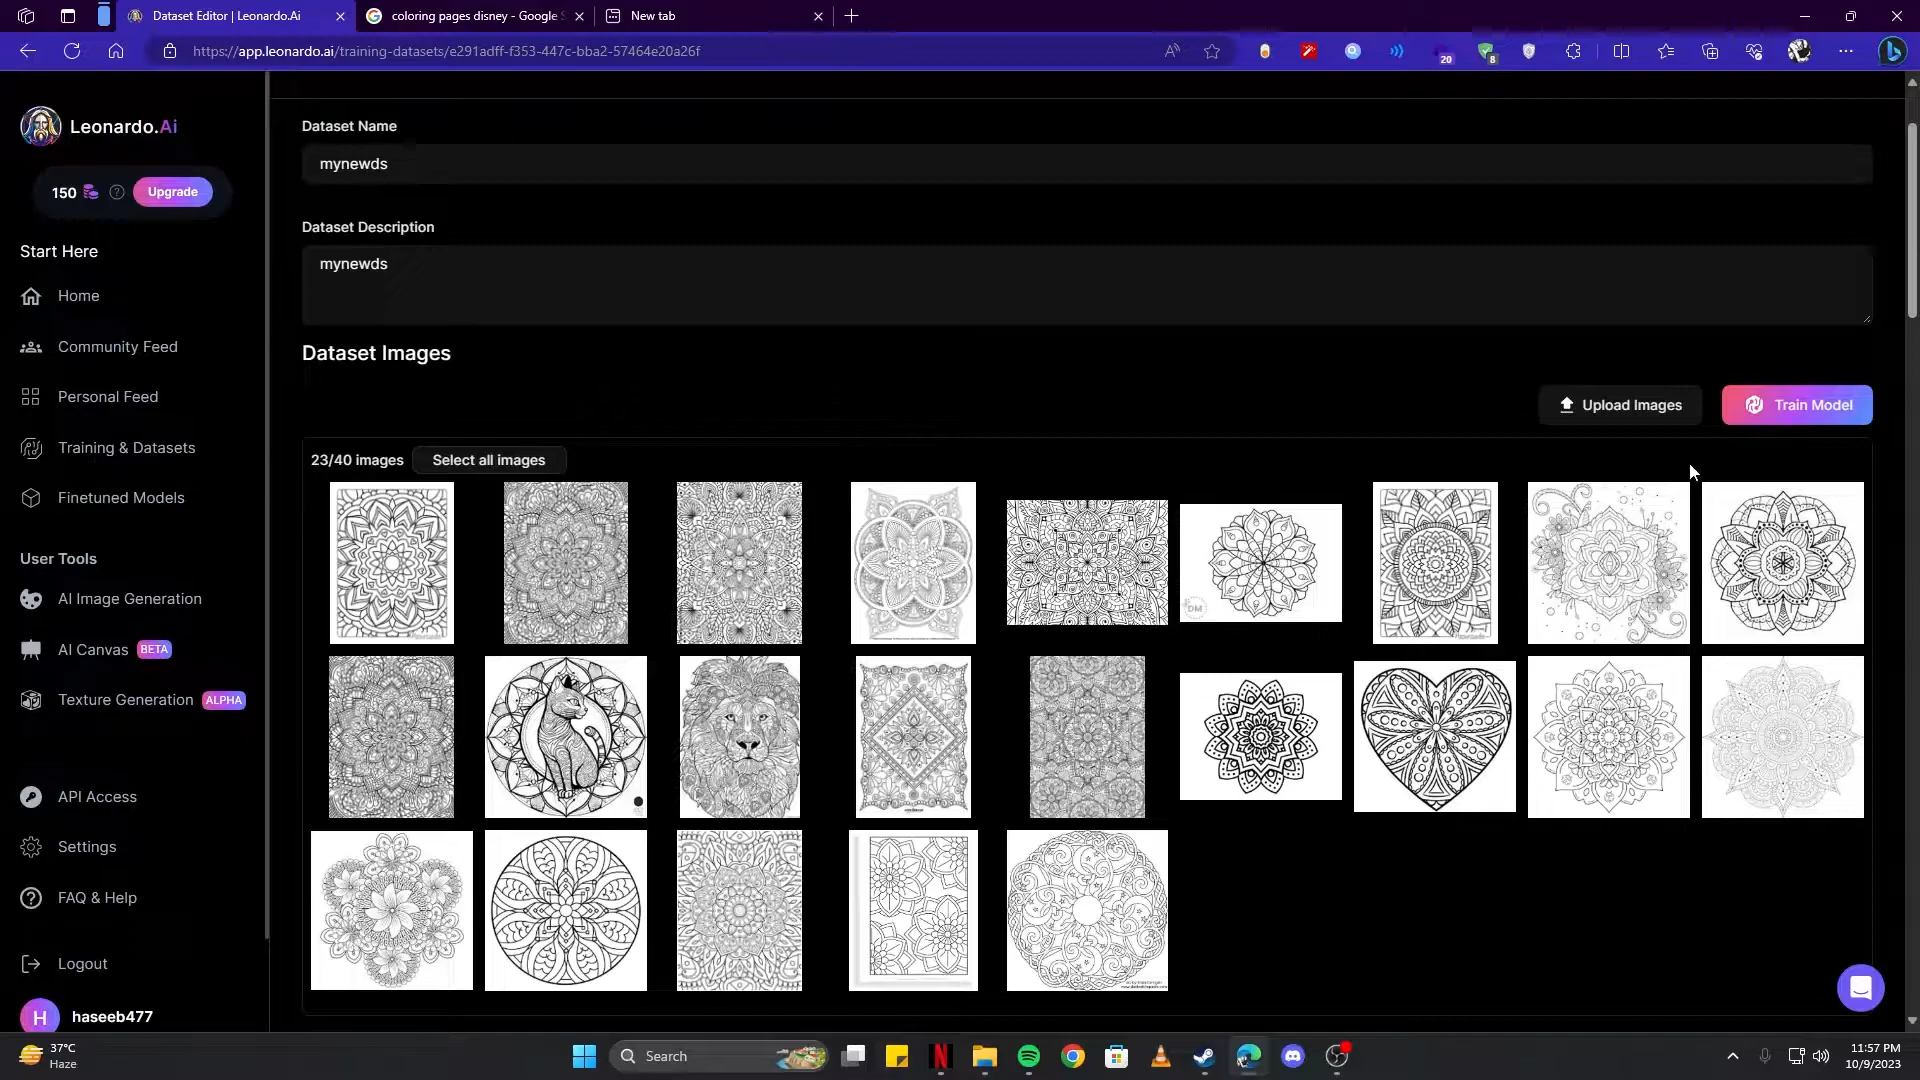 Dataset Editor | Leonardo.Ai
coloring pages disney - Google S
New tab
https://app.leonardo.ai/training-datasets/e291adff-f353-447c-bba2-57464e20a26f
20
8
Leonardo.Ai
150
Upgrade
Start Here
Home
Community Feed
Personal Feed
Training & Datasets
Finetuned Models
User Tools
AI Image Generation
AI Canvas BETA
Texture Generation ALPHA
API Access
Settings
FAQ & Help
Logout
H haseeb477
Dataset Name
mynewds
Dataset Description
mynewds
Dataset Images
Upload Images
Train Model
23/40 images
Select all images
DM
37°C
Haze
Search
11:57 PM
10/9/2023